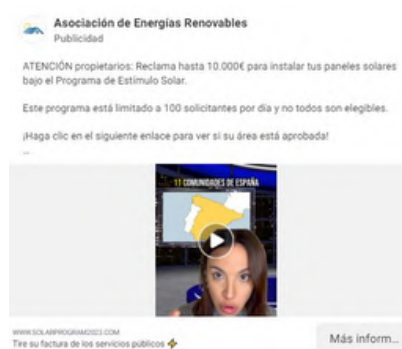 Asociación de Energías Renovables
Publicidad
ATENCIÓN propietarios: Reclama hasta 10.000€ para instalar tus paneles solares
bajo el Programa de Estímulo Solar.
Este programa está limitado a 100 solicitantes por día y no todos son elegibles.
¡Haga clic en el siguiente enlace para ver si su área está aprobada!
...
11 COMUNIDADES DE ESPAÑA
WWW.SOLARPROGRAM2023.COM
Tire su factura de los servicios públicos ⚡
Más inform...